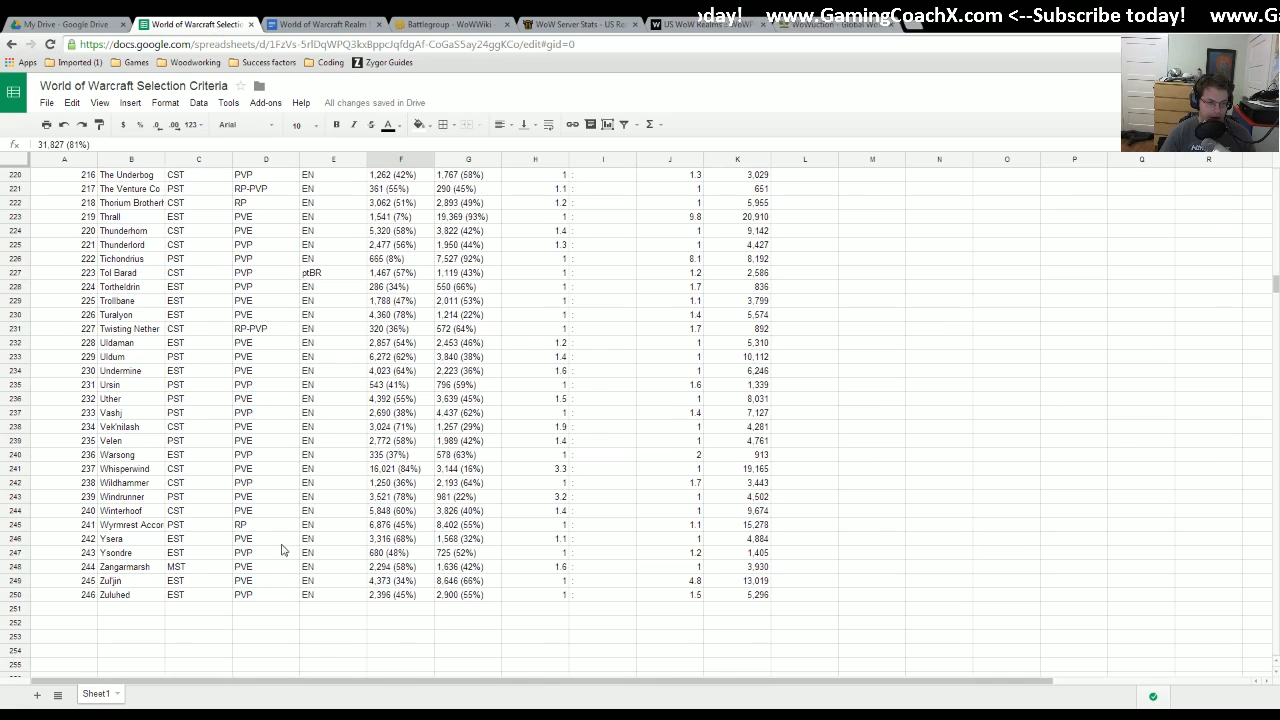 oday! www.GamingCoachX.com <--Subscribe today! www.Ga
My Drive - Google Drive × World of Warcraft Selectio × World of Warcraft Realm S × Battlegroup - WoWWiki - × WoW Server Stats - US Re × US WoW Realms WoWuction - Global We
https://docs.google.com/spreadsheets/d/
Apps Imported (1) Games Woodworking Success factors Coding Zygor Guides
World of Warcraft Selection Criteria
File Edit View Insert Format Data Tools Add-ons Help All changes saved in Drive
$ % .0 .00 123 Arial 10 B I S A Σ
fx 31,827 (81%)
A B C D E F G H I J K L M N O P Q R
220 216 The Underbog CST PVP EN 1,262 (42%) 1,767 (58%) 1 : 1.3 3,029
221 217 The Venture Co PST RP-PVP EN 361 (55%) 290 (45%) 1.1 : 1 651
222 218 Thorium Brotherh CST RP EN 3,062 (51%) 2,893 (49%) 1.2 : 1 5,955
223 219 Thrall EST PVE EN 1,541 (7%) 19,369 (93%) 1 : 9.8 20,910
224 220 Thunderhorn CST PVE EN 5,320 (58%) 3,822 (42%) 1.4 : 1 9,142
225 221 Thunderlord CST PVP EN 2,477 (56%) 1,950 (44%) 1.3 : 1 4,427
226 222 Tichondrius PST PVP EN 665 (8%) 7,527 (92%) 1 : 8.1 8,192
227 223 Tol Barad CST PVP ptBR 1,467 (57%) 1,119 (43%) 1 : 1.2 2,586
228 224 Tortheldrin EST PVP EN 286 (34%) 550 (66%) 1 : 1.7 836
229 225 Trollbane EST PVE EN 1,788 (47%) 2,011 (53%) 1 : 1.1 3,799
230 226 Turalyon EST PVE EN 4,360 (78%) 1,214 (22%) 1 : 1.4 5,574
231 227 Twisting Nether CST RP-PVP EN 320 (36%) 572 (64%) 1 : 1.7 892
232 228 Uldaman EST PVE EN 2,857 (54%) 2,453 (46%) 1.2 : 1 5,310
233 229 Uldum PST PVE EN 6,272 (62%) 3,840 (38%) 1.4 : 1 10,112
234 230 Undermine EST PVE EN 4,023 (64%) 2,223 (36%) 1.6 : 1 6,246
235 231 Ursin PST PVP EN 543 (41%) 796 (59%) 1 : 1.6 1,339
236 232 Uther PST PVE EN 4,392 (55%) 3,639 (45%) 1.5 : 1 8,031
237 233 Vashj PST PVP EN 2,690 (38%) 4,437 (62%) 1 : 1.4 7,127
238 234 Vek'nilash CST PVE EN 3,024 (71%) 1,257 (29%) 1.9 : 1 4,281
239 235 Velen PST PVE EN 2,772 (58%) 1,989 (42%) 1.4 : 1 4,761
240 236 Warsong EST PVP EN 335 (37%) 578 (63%) 1 : 2 913
241 237 Whisperwind CST PVE EN 16,021 (84%) 3,144 (16%) 3.3 : 1 19,165
242 238 Wildhammer CST PVP EN 1,250 (36%) 2,193 (64%) 1 : 1.7 3,443
243 239 Windrunner PST PVE EN 3,521 (78%) 981 (22%) 3.2 : 1 4,502
244 240 Winterhoof CST PVE EN 5,848 (60%) 3,826 (40%) 1.4 : 1 9,674
245 241 Wyrmrest Accor PST RP EN 6,876 (45%) 8,402 (55%) 1 : 1.1 15,278
246 242 Ysera EST PVE EN 3,316 (68%) 1,568 (32%) 1.1 : 1 4,884
247 243 Ysondre EST PVP EN 680 (48%) 725 (52%) 1 : 1.2 1,405
248 244 Zangarmarsh MST PVE EN 2,294 (58%) 1,636 (42%) 1.6 : 1 3,930
249 245 Zul'jin EST PVE EN 4,373 (34%) 8,646 (66%) 1 : 4.8 13,019
250 246 Zuluhed EST PVP EN 2,396 (45%) 2,900 (55%) 1 : 1.5 5,296
251
252
253
254
255
+ Sheet1